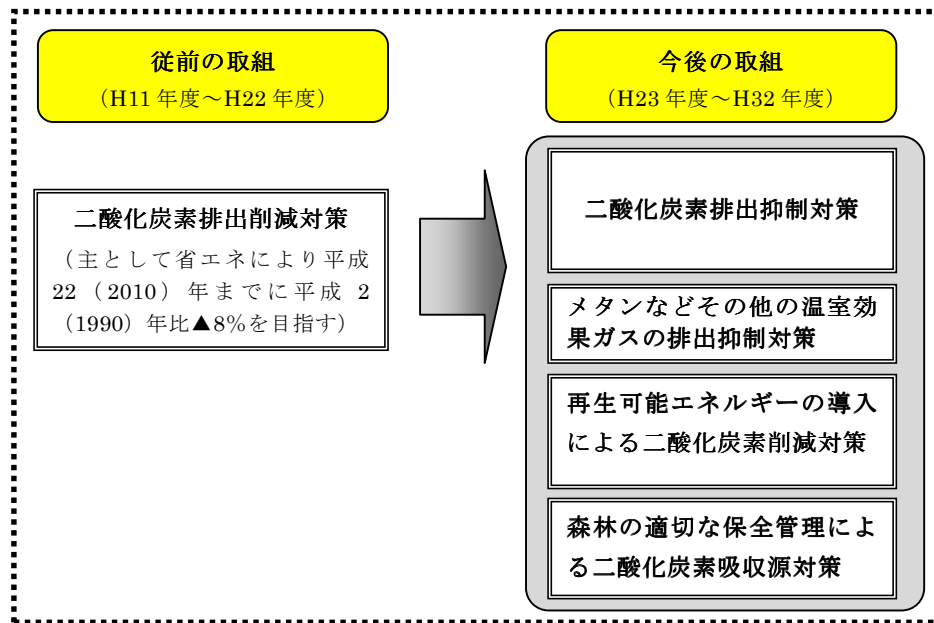 従前の取組
（H11 年度～H22 年度）
二酸化炭素排出削減対策
（主として省エネにより平成
22（2010）年までに平成 2
（1990）年比▲8％を目指す）
今後の取組
（H23 年度～H32 年度）
二酸化炭素排出抑制対策
メタンなどその他の温室効
果ガスの排出抑制対策
再生可能エネルギーの導入
による二酸化炭素削減対策
森林の適切な保全管理によ
る二酸化炭素吸収源対策